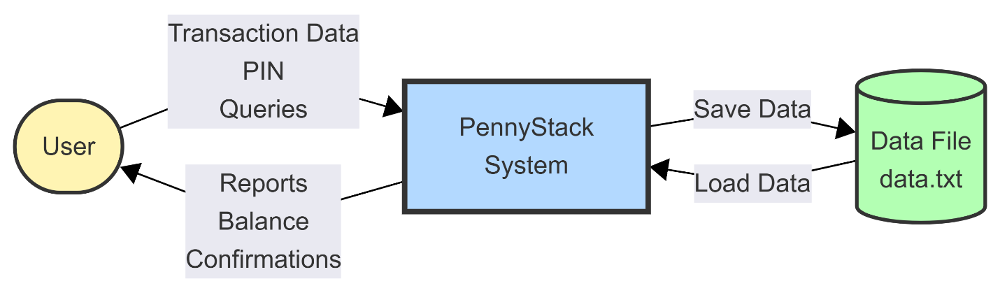 Transaction Data
PIN
Queries
User
Reports
Balance
Confirmations
PennyStack
System
Save Data
Load Data
Data File
data.txt